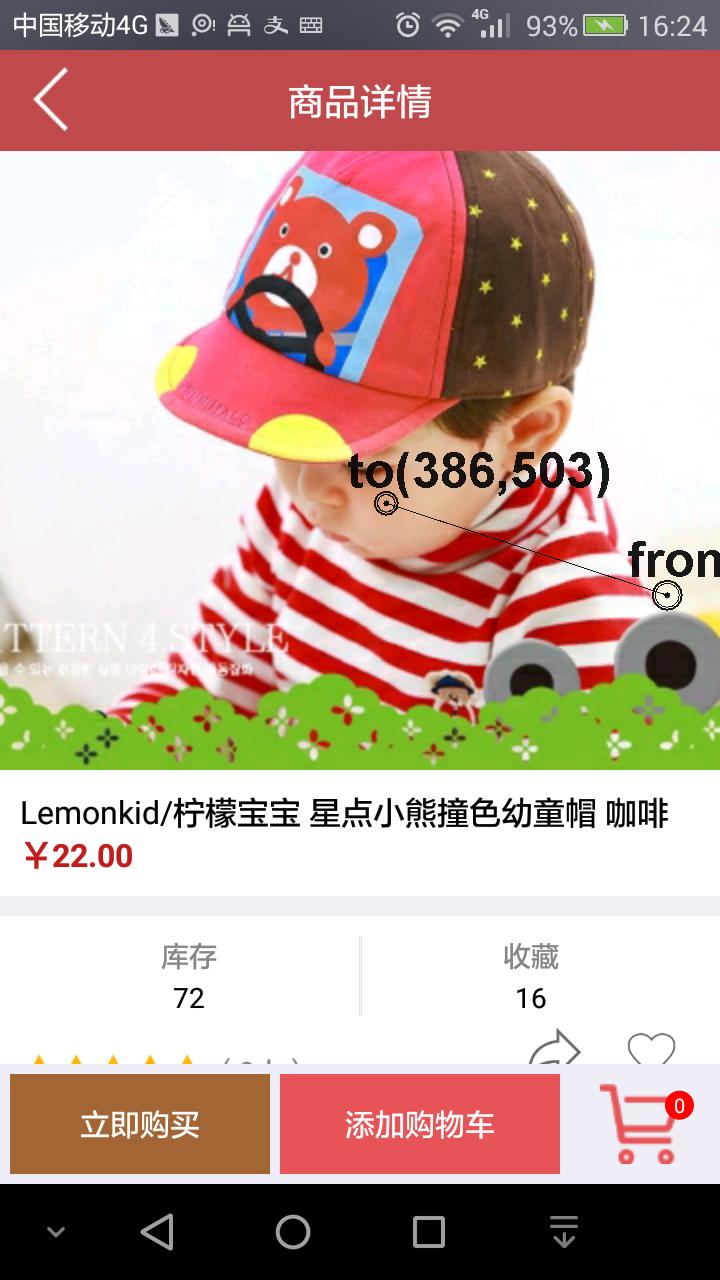 中国移动4G
4G
93%
16:24
商品详情
to(386,503)
from
TTERN 4 STYLE
Lemonkid/柠檬宝宝 星点小熊撞色幼童帽 咖啡
￥22.00
库存
收藏
72
16
立即购买
添加购物车
0